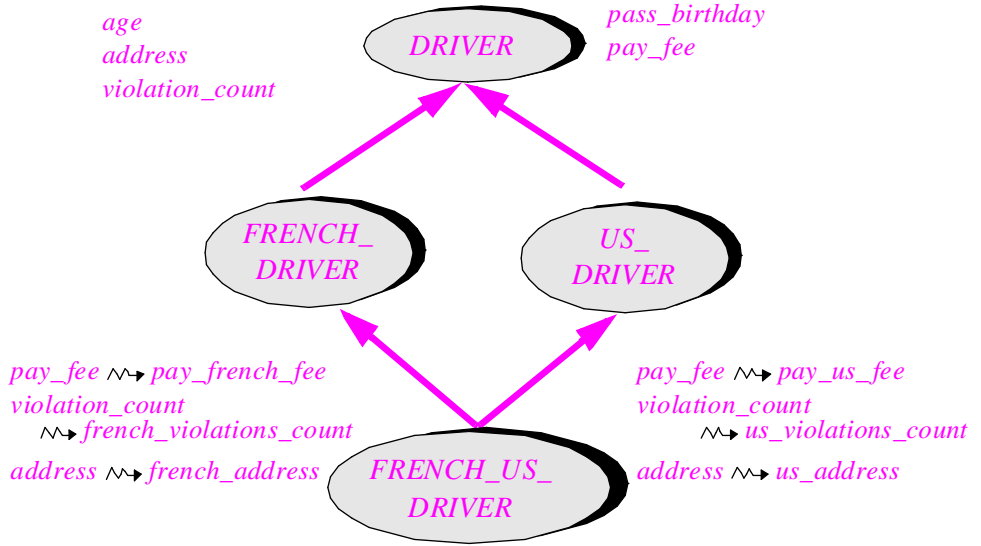 age
address
violation_count
DRIVER
pass_birthday
pay_fee
FRENCH_
DRIVER
US_
DRIVER
pay_fee pay_french_fee
violation_count
french_violations_count
address french_address
pay_fee pay_us_fee
violation_count
us_violations_count
address us_address
FRENCH_US_
DRIVER